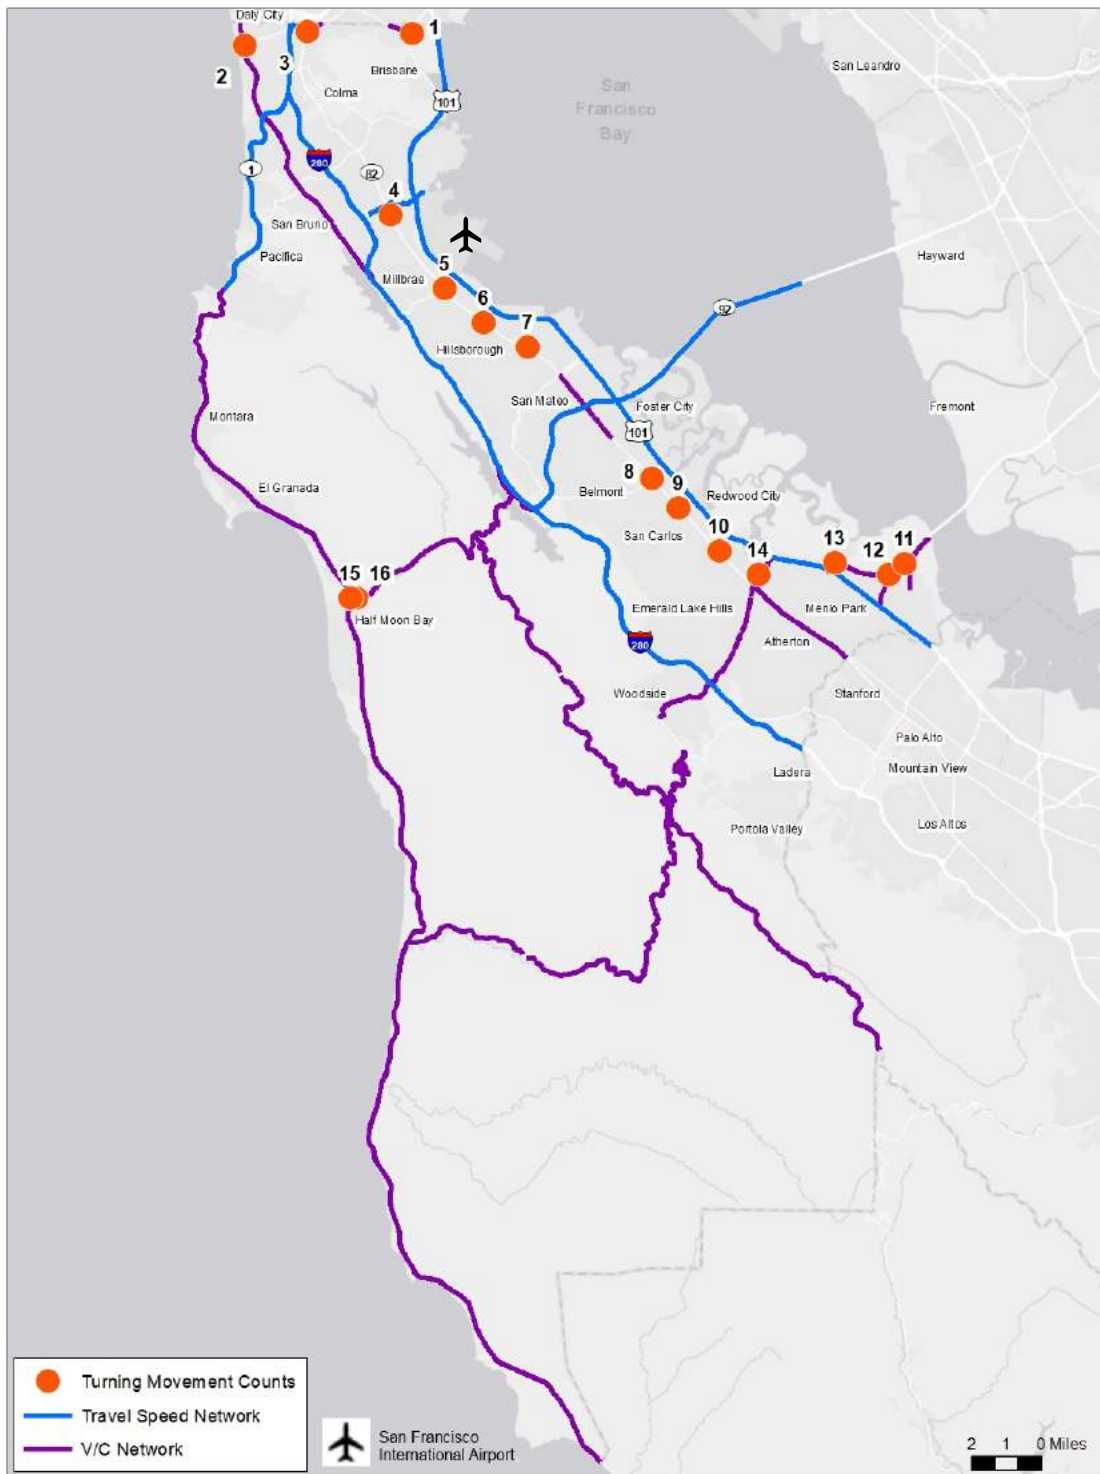 Daly City
1
2
3
Brisbane
Colma
101
San
Francisco
Bay
San Leandro
280
1
82
4
San Bruno
Pacifica
Hayward
5
Millbrae
6
7
92
Hillsborough
San Mateo
Foster City
Fremont
Montara
101
8
9
Belmont
Redwood City
El Granada
San Carlos
10
11
12
13
14
15
16
Half Moon Bay
Emerald Lake Hills
Menlo Park
280
Atherton
Woodside
Stanford
Palo Alto
Mountain View
Ladera
Portola Valley
Los Altos
Turning Movement Counts
Travel Speed Network
V/C Network
San Francisco
International Airport
2 1 0 Miles